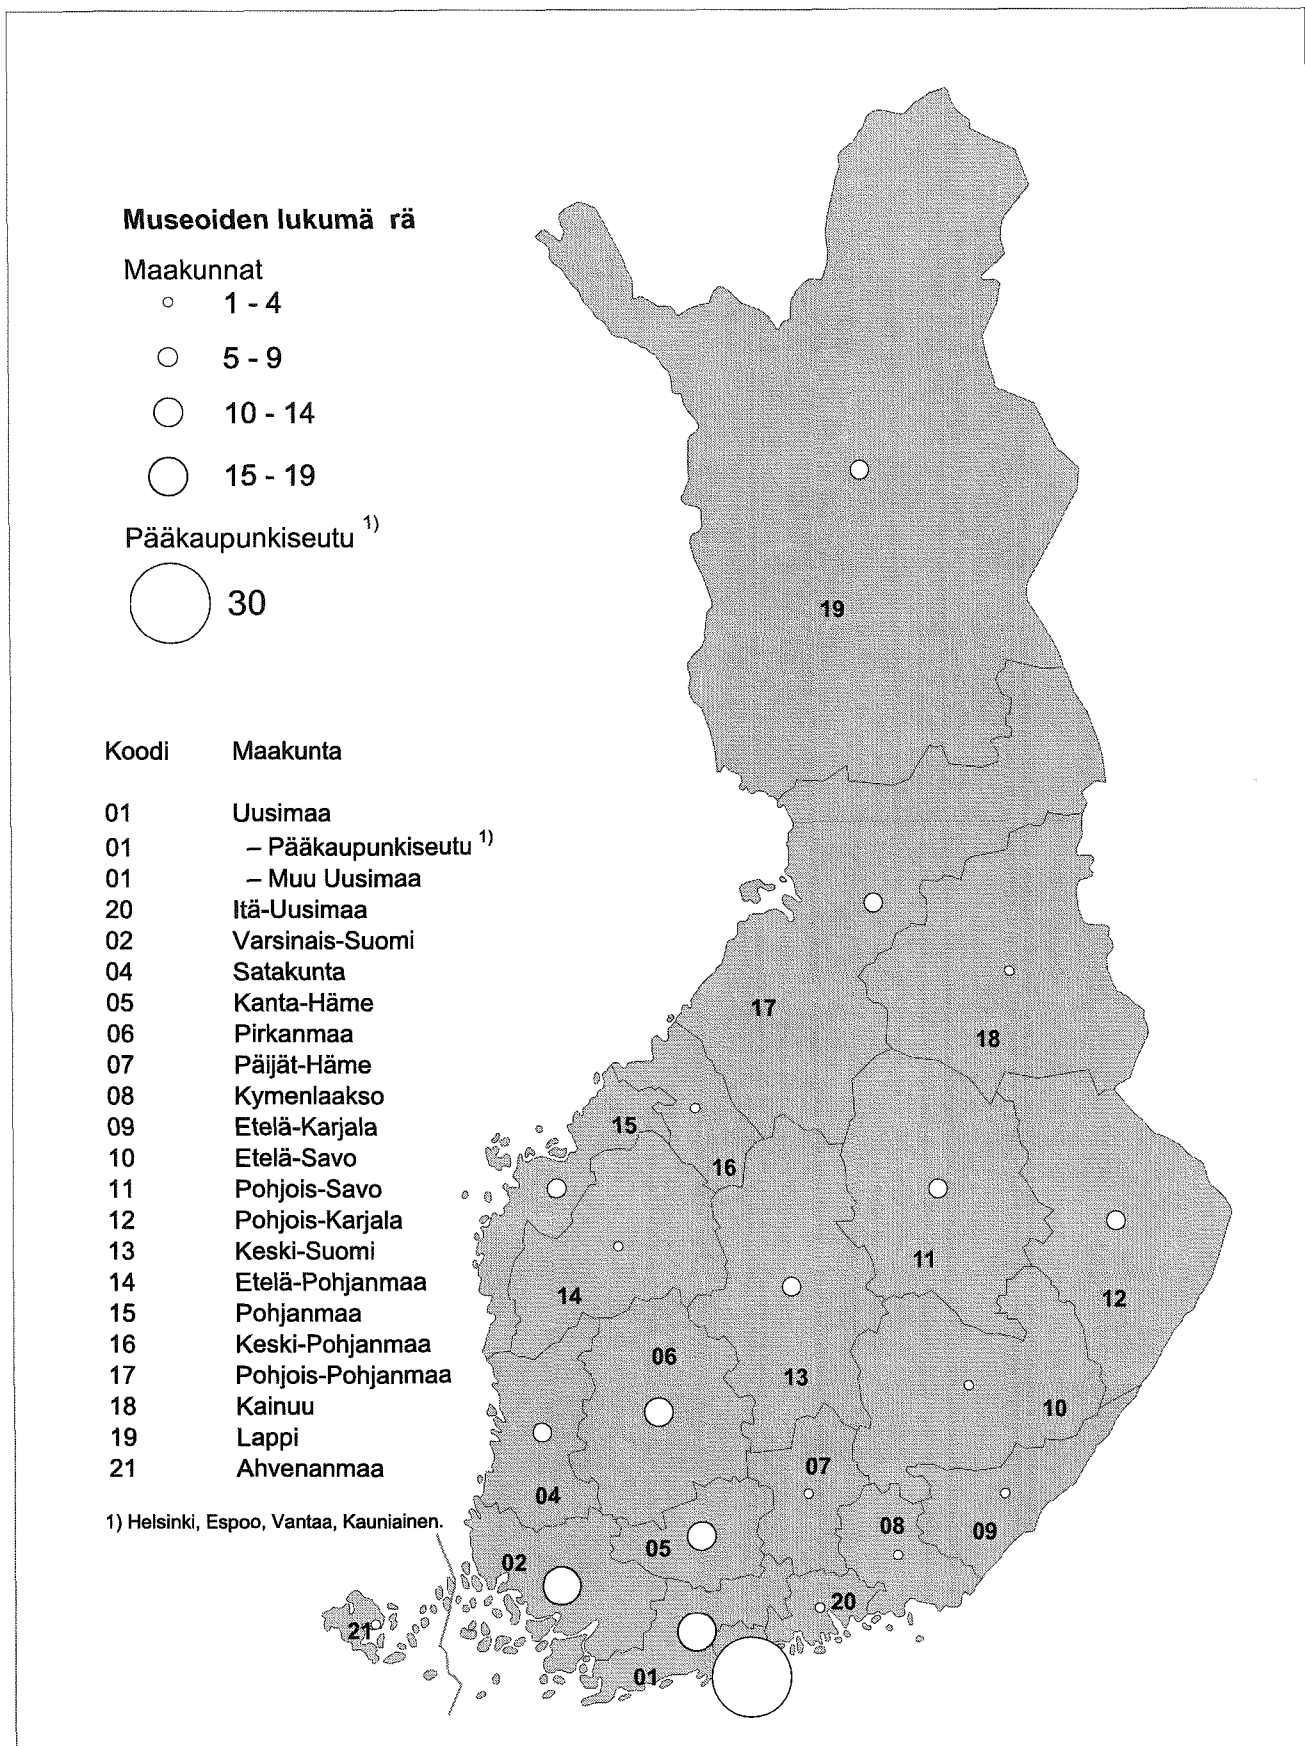 Museoiden lukumä rä
Maakunnat
1 - 4
5 - 9
10 - 14
15 - 19
Pääkaupunkiseutu 1)
30
Koodi Maakunta
01 Uusimaa
01 – Pääkaupunkiseutu 1)
01 – Muu Uusimaa
20 Itä-Uusimaa
02 Varsinais-Suomi
04 Satakunta
05 Kanta-Häme
06 Pirkanmaa
07 Päijät-Häme
08 Kymenlaakso
09 Etelä-Karjala
10 Etelä-Savo
11 Pohjois-Savo
12 Pohjois-Karjala
13 Keski-Suomi
14 Etelä-Pohjanmaa
15 Pohjanmaa
16 Keski-Pohjanmaa
17 Pohjois-Pohjanmaa
18 Kainuu
19 Lappi
21 Ahvenanmaa
1) Helsinki, Espoo, Vantaa, Kauniainen.
19
17
18
15
16
11
14
12
06
13
10
07
04
08
09
05
02
20
21
01